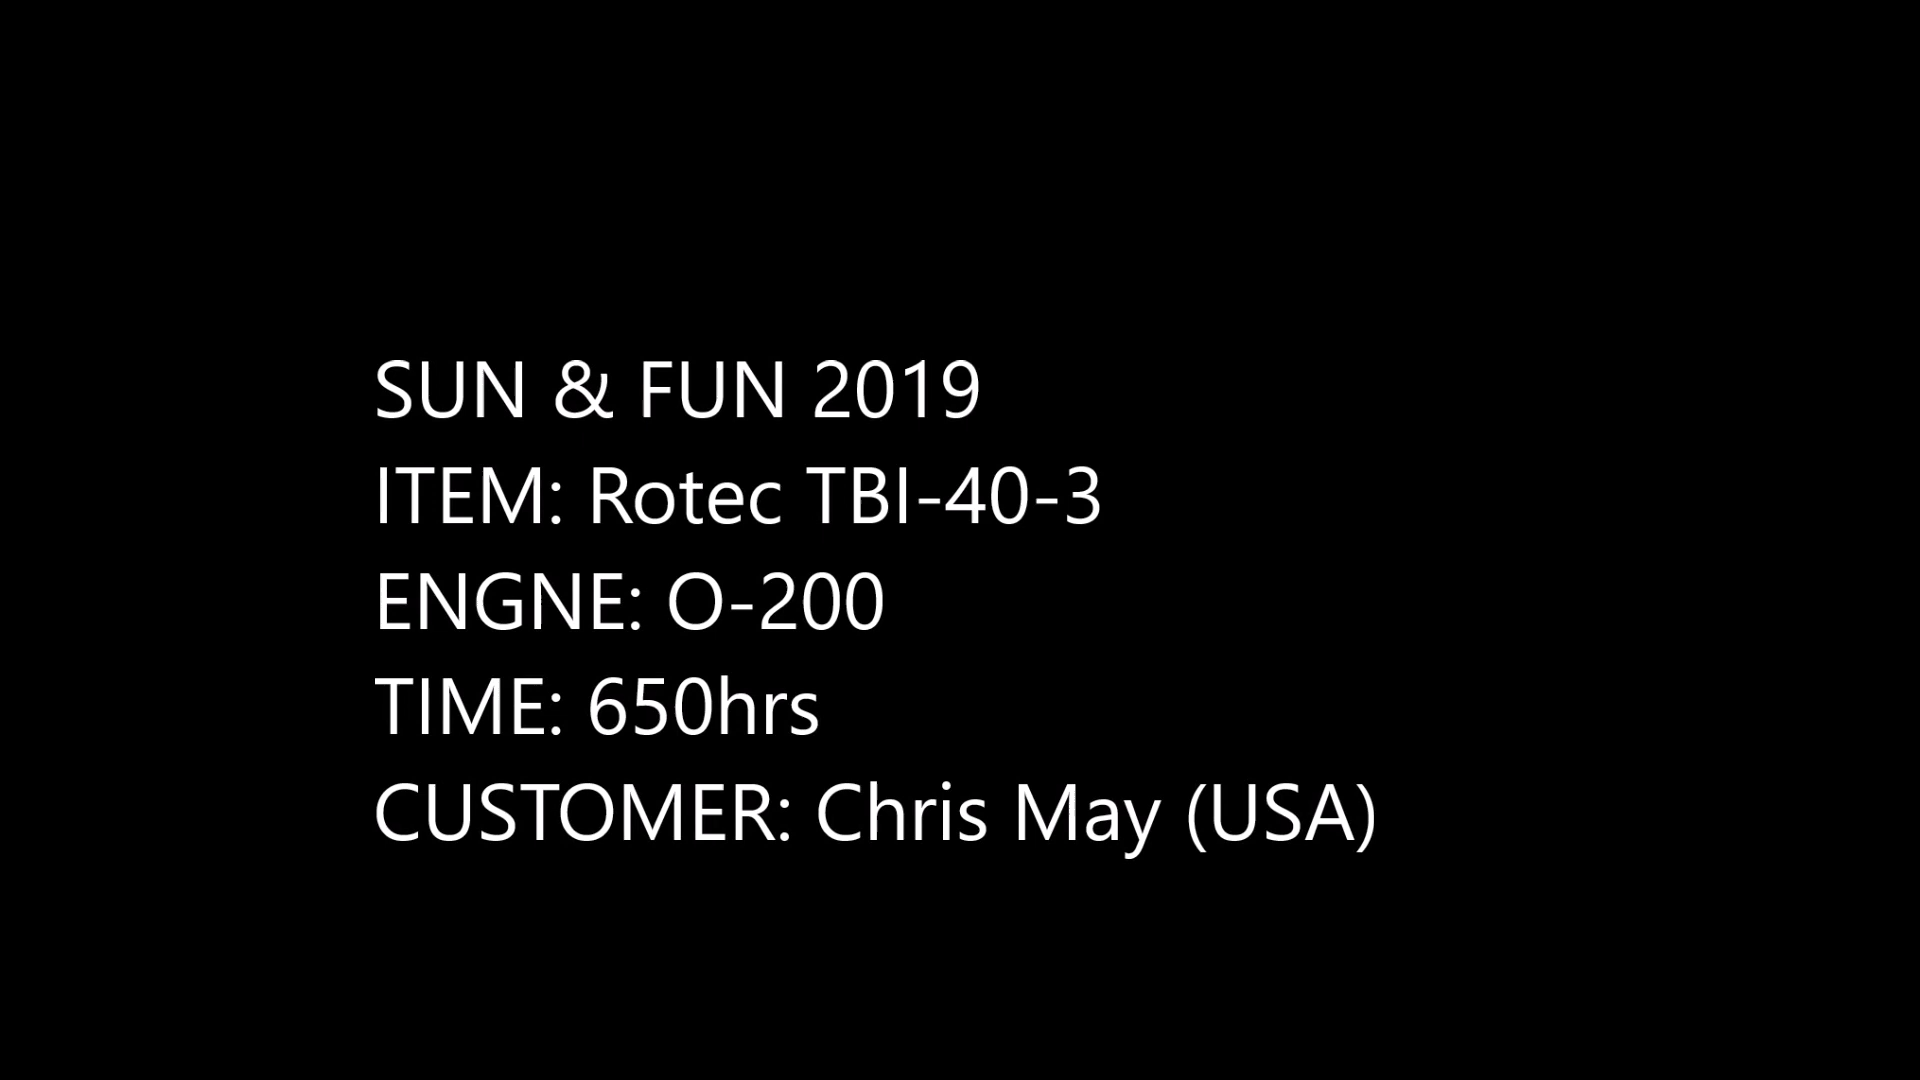 SUN & FUN 2019
ITEM: Rotec TBI-40-3
ENGNE: O-200
TIME: 650hrs
CUSTOMER: Chris May (USA)